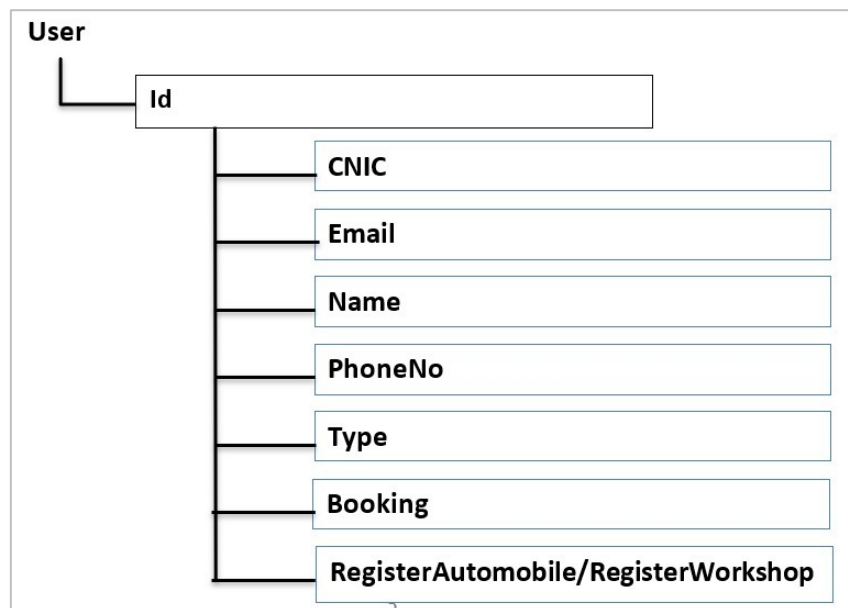 User
Id
CNIC
Email
Name
PhoneNo
Type
Booking
RegisterAutomobile/RegisterWorkshop